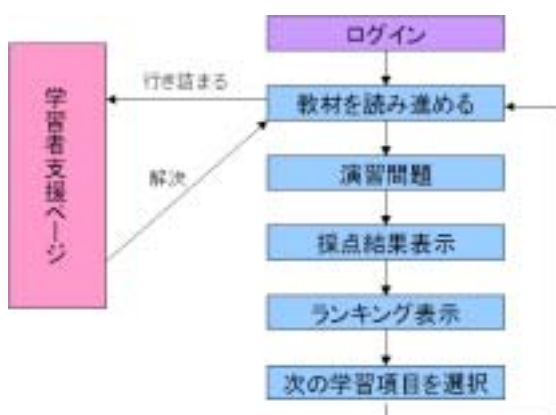 ログイン
学習者支援ページ
行き詰まる
教材を読み進める
解決
演習問題
採点結果表示
ランキング表示
次の学習項目を選択